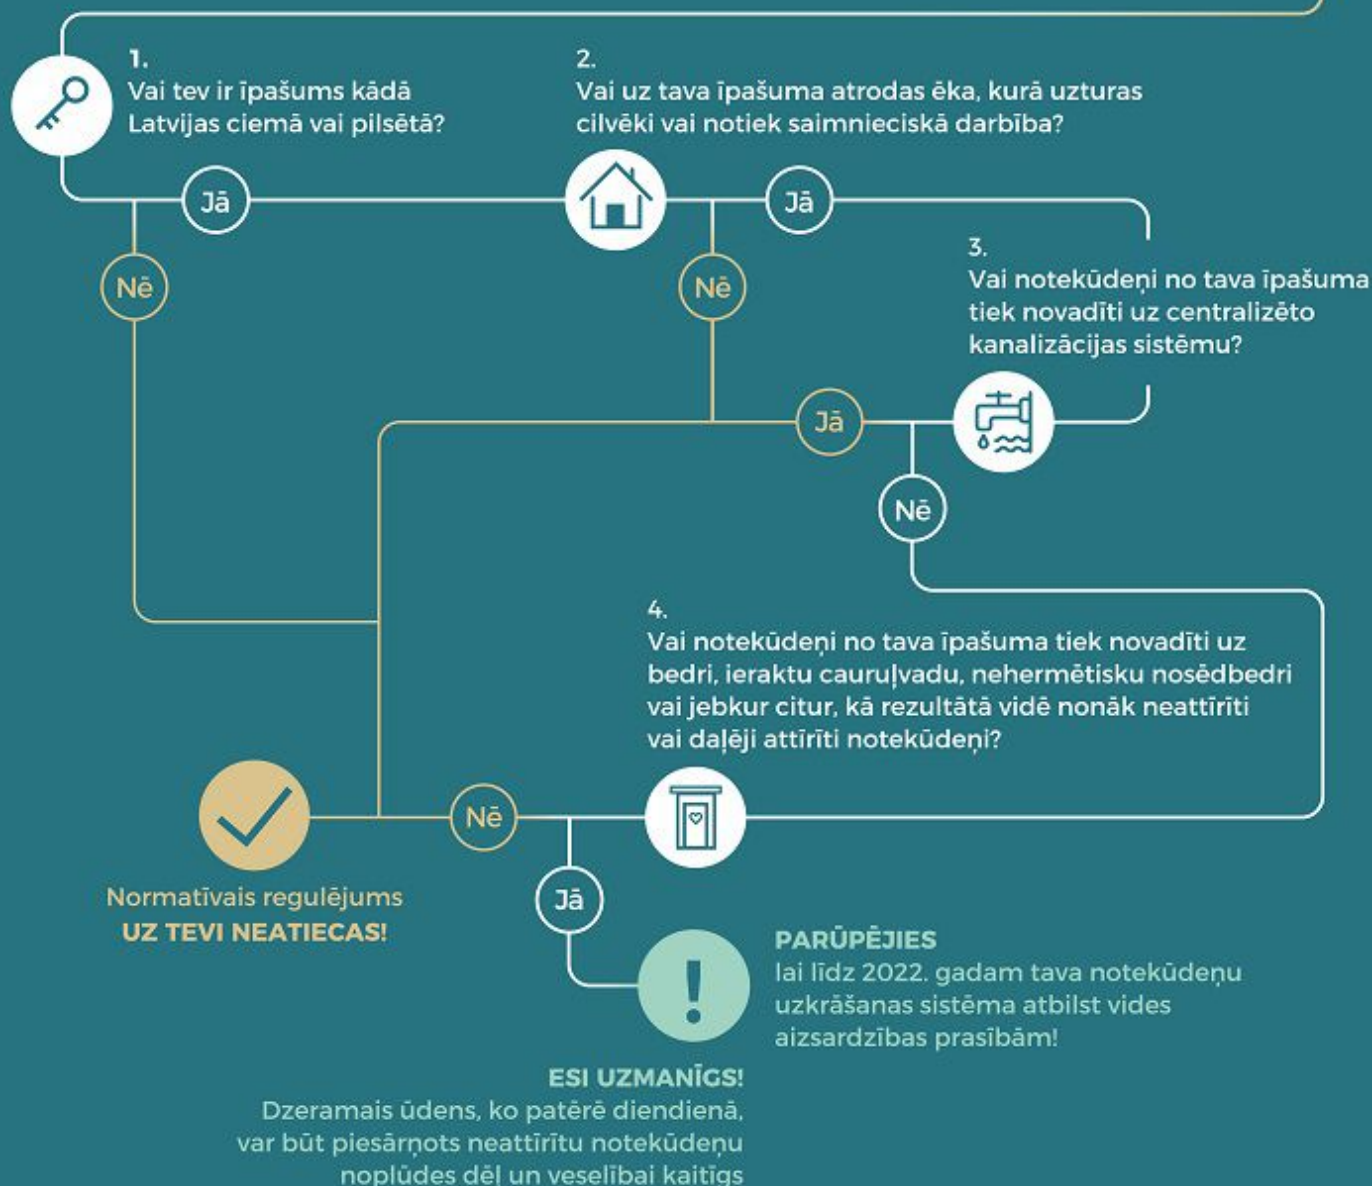 1.
Vai tev ir īpašums kādā
Latvijas ciemā vai pilsētā?
2.
Vai uz tava īpašuma atrodas ēka, kurā uzturas
cilvēki vai notiek saimnieciskā darbība?
Jā
Jā
Nē
Nē
3.
Vai notekūdeņi no tava īpašuma
tiek novadīti uz centralizēto
kanalizācijas sistēmu?
Jā
Nē
4.
Vai notekūdeņi no tava īpašuma tiek novadīti uz
bedri, ieraktu cauruļvadu, nehermētisku nosēdbedri
vai jebkur citur, kā rezultātā vidē nonāk neattīrīti
vai daļēji attīrīti notekūdeņi?
Nē
Jā
Normatīvais regulējums
UZ TEVI NEATIECAS!
PARŪPĒJIES
lai līdz 2022. gadam tava notekūdeņu
uzkrāšanas sistēma atbilst vides
aizsardzības prasībām!
ESI UZMANĪGS!
Dzeramais ūdens, ko patērē diendienā,
var būt piesārņots neattīrītu notekūdeņu
noplūdes dēļ un veselībai kaitīgs